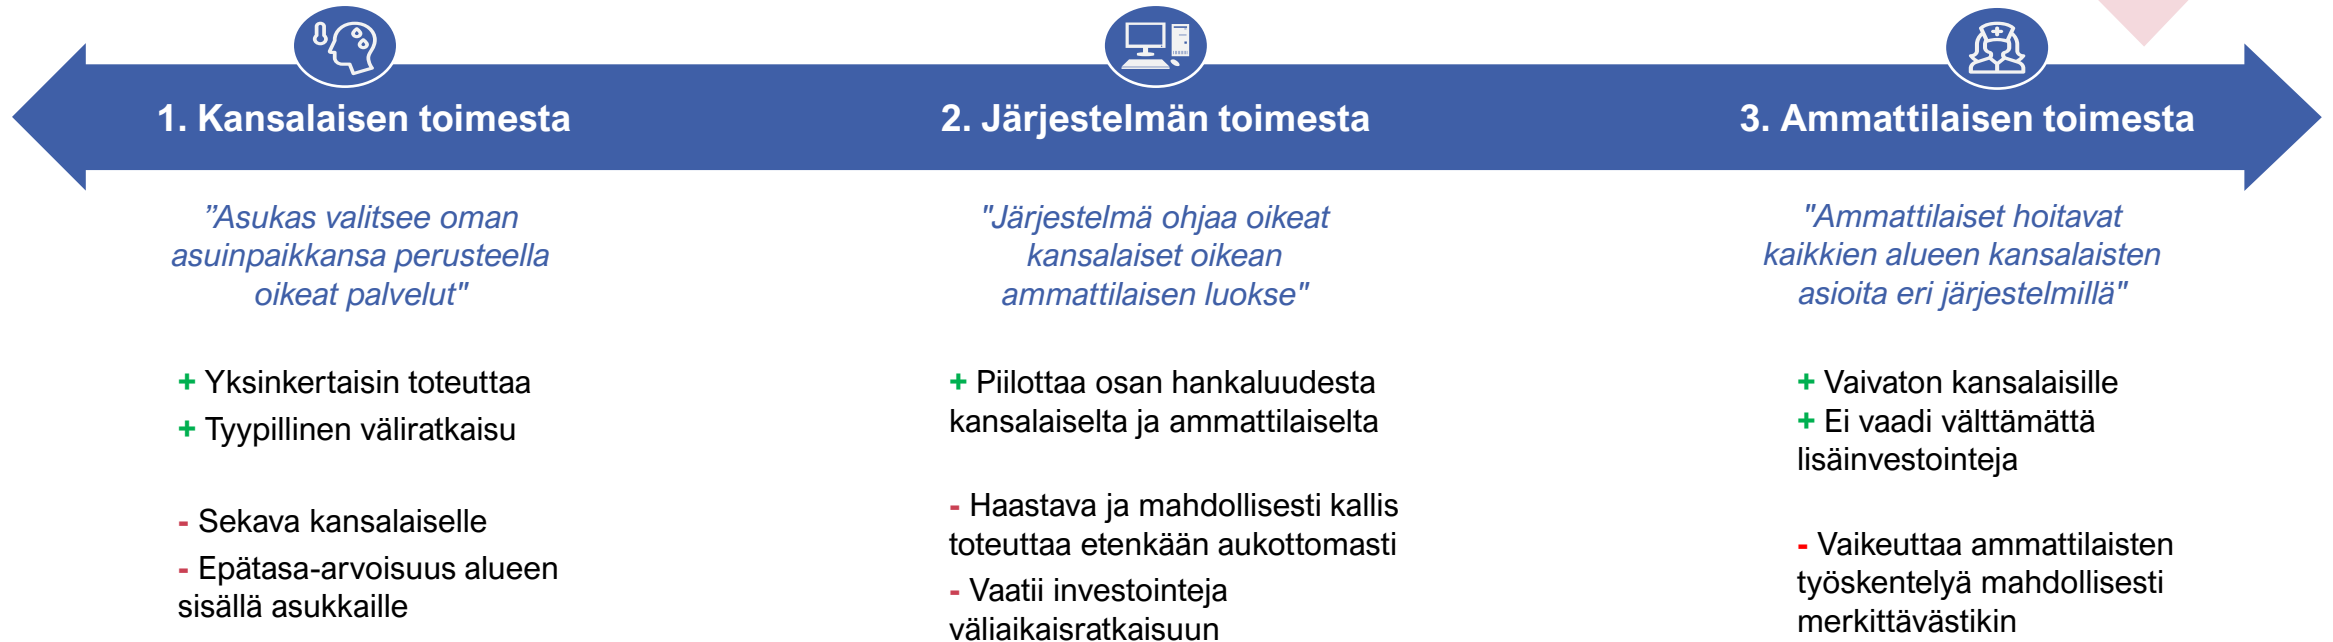 1. Kansalaisen toimesta
2. Järjestelmän toimesta
3. Ammattilaisen toimesta
”Asukas valitsee oman
asuinpaikkansa perusteella
oikeat palvelut"
+ Yksinkertaisin toteuttaa
+ Tyypillinen väliratkaisu
- Sekava kansalaiselle
- Epätasa-arvoisuus alueen
sisällä asukkaille
"Järjestelmä ohjaa oikeat
kansalaiset oikean
ammattilaisen luokse"
+ Piilottaa osan hankaluudesta
kansalaiselta ja ammattilaiselta
- Haastava ja mahdollisesti kallis
toteuttaa etenkään aukottomasti
- Vaatii investointeja
väliaikaisratkaisuun
"Ammattilaiset hoitavat
kaikkien alueen kansalaisten
asioita eri järjestelmillä"
+ Vaivaton kansalaisille
+ Ei vaadi välttämättä
lisäinvestointeja
- Vaikeuttaa ammattilaisten
työskentelyä mahdollisesti
merkittävästikin